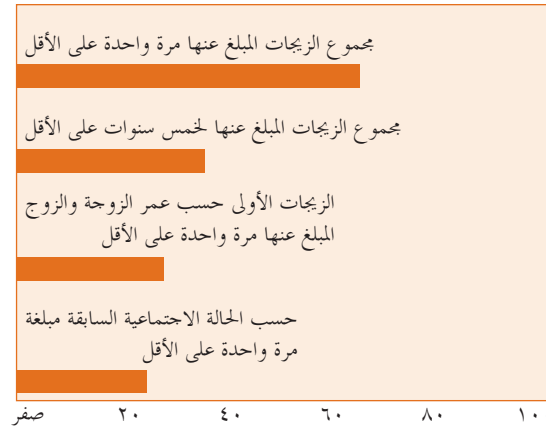 مجموع الزيجات المبلغ عنها مرة واحدة على الأقل
مجموع الزيجات المبلغ عنها لخمس سنوات على الأقل
الزيجات الأولى حسب عمر الزوجة والزوج
المبلغ عنها مرة واحدة على الأقل
حسب الحالة الاجتماعية السابقة مبلغة
مرة واحدة على الأقل
صفر ٢٠ ٤٠ ٦٠ ٨٠ ١٠